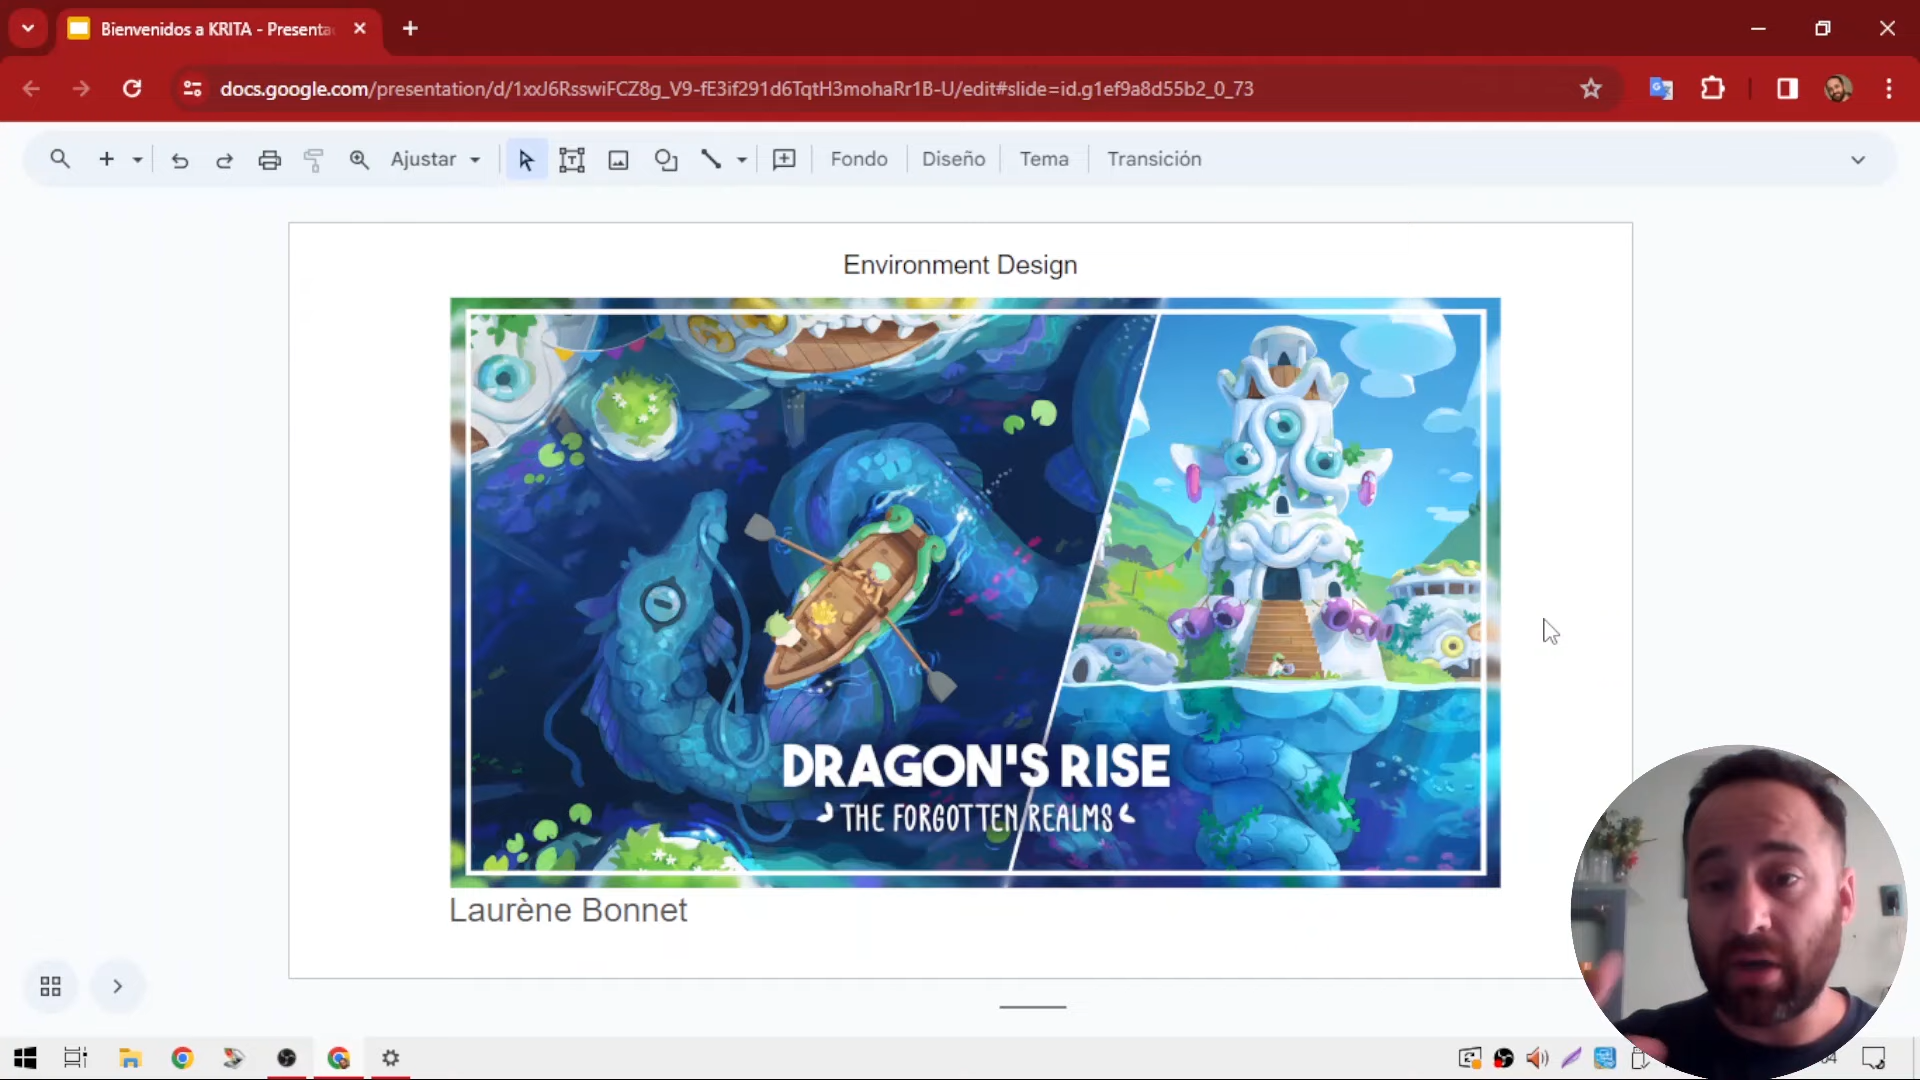 Bienvenidos a KRITA - Presenta
docs.google.com/presentation/d/1xxJ6RsswiFCZ8g_V9-fE3if291d6TqtH3mohaRr1B-U/edit#slide=id.g1ef9a8d55b2_0_73
Ajustar
Fondo
Diseño
Tema
Transición
Environment Design
DRAGON'S RISE
THE FORGOTTEN REALMS
Laurène Bonnet